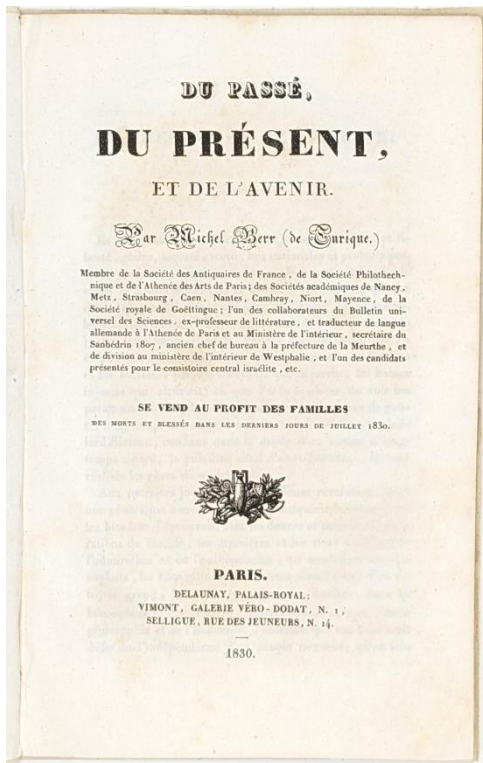 DU PASSÉ,
DU PRÉSENT,
ET DE L'AVENIR.
Par Michel Berr (de Turique.)
Membre de la Société des Antiquaires de France, de la Société Philothech-
nique et de l'Athenée des Arts de Paris; des Sociétés académiques de Nancy,
Metz, Strasbourg, Caen, Nantes, Cambray, Niort, Mayence, de la
Société royale de Goëttingue; l'un des collaborateurs du Bulletin uni-
versel des Sciences, ex-professeur de littérature, et traducteur de langue
allemande à l'Athenée de Paris et au Ministère de l'intérieur, secrétaire du
Sanhédrin 1807, ancien chef de bureau à la préfecture de la Meurthe, et
de division au ministère de l'intérieur de Westphalie, et l'un des candidats
présentés pour le consistoire central israélite, etc.
SE VEND AU PROFIT DES FAMILLES
DES MORTS ET BLESSÉS DANS LES DERNIERS JOURS DE JUILLET 1830.
PARIS.
DELAUNAY, PALAIS-ROYAL;
VIMONT, GALERIE VÉRO-DODAT, N. 1,
SELLIGUE, RUE DES JEUNEURS, N. 14.
1830.